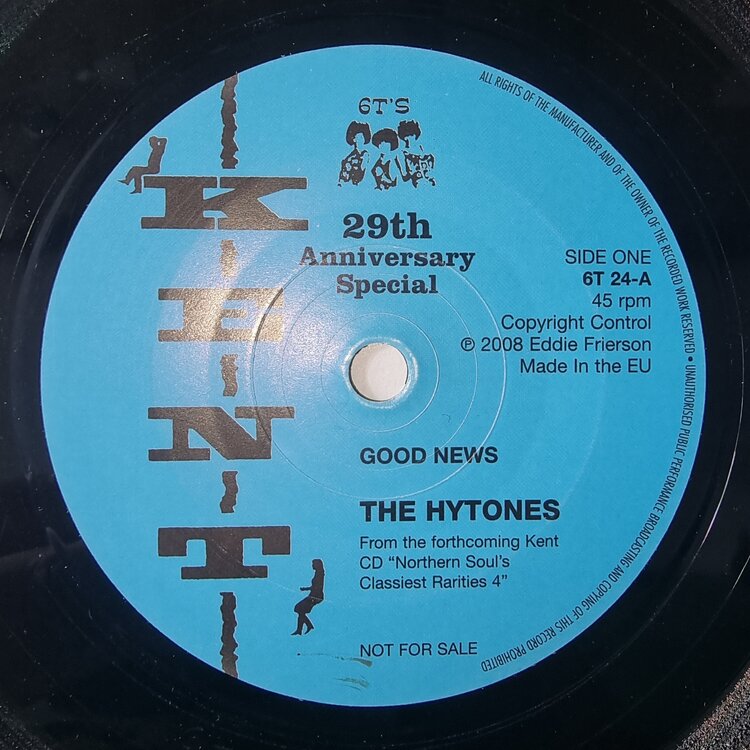 6T'S
29th
Anniversary
Special
KENT
SIDE ONE
6T 24-A
45 rpm
Copyright Control
℗ 2008 Eddie Frierson
Made In the EU
GOOD NEWS
THE HYTONES
From the forthcoming Kent
CD “Northern Soul’s
Classiest Rarities 4”
NOT FOR SALE
ALL RIGHTS OF THE MANUFACTURER AND OF THE OWNER OF THE RECORDED WORK RESERVED • UNAUTHORISED PUBLIC PERFORMANCE BROADCASTING AND COPYING OF THIS RECORD PROHIBITED